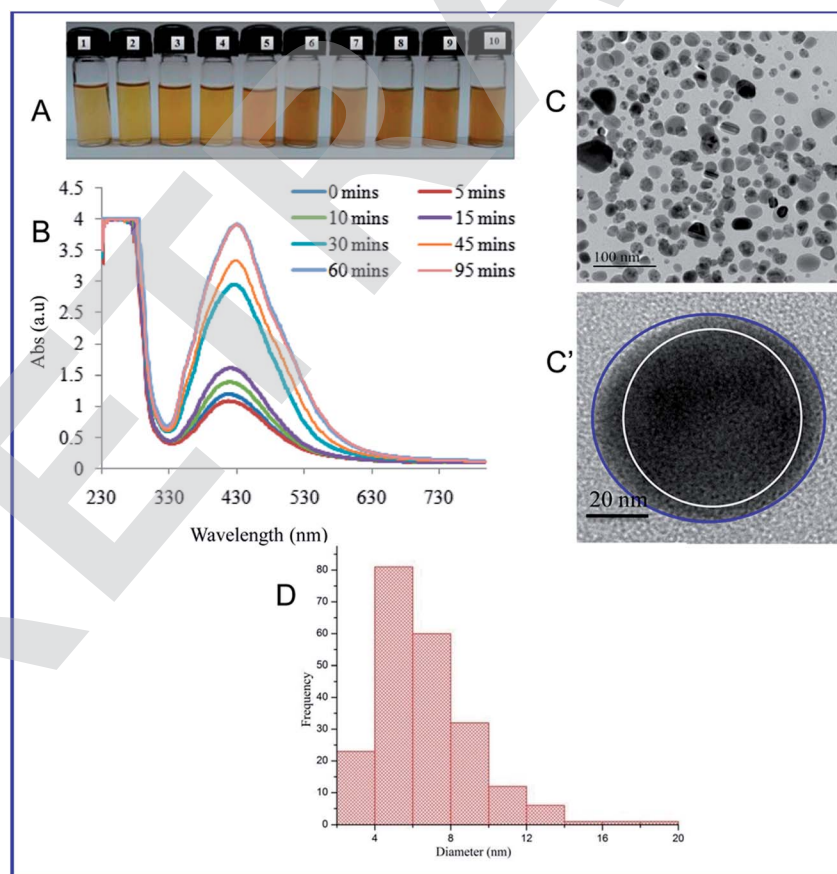 A
1 2 3 4 5 6 7 8 9 10
B
0 mins 5 mins
10 mins 15 mins
30 mins 45 mins
60 mins 95 mins
4.5
4
3.5
3
2.5
2
1.5
1
0.5
0
Abs (a.u)
230 330 430 530 630 730
Wavelength (nm)
C
100 nm
C'
20 nm
D
80
70
60
50
40
30
20
10
0
Frequency
4 8 12 16 20
Diameter (nm)